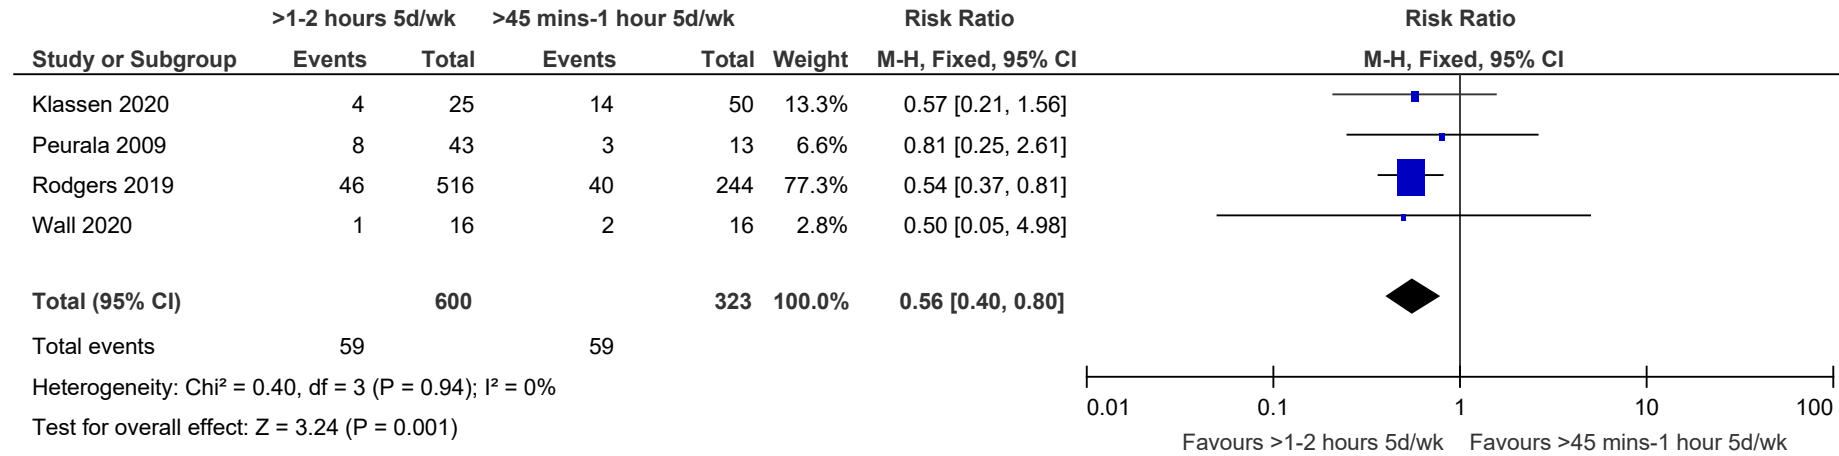 >1-2 hours 5d/wk >45 mins-1 hour 5d/wk Risk Ratio Risk Ratio
Study or Subgroup Events Total Events Total Weight M-H, Fixed, 95% CI M-H, Fixed, 95% CI
Klassen 2020 4 25 14 50 13.3% 0.57 [0.21, 1.56]
Peurala 2009 8 43 3 13 6.6% 0.81 [0.25, 2.61]
Rodgers 2019 46 516 40 244 77.3% 0.54 [0.37, 0.81]
Wall 2020 1 16 2 16 2.8% 0.50 [0.05, 4.98]
Total (95% CI) 600 323 100.0% 0.56 [0.40, 0.80]
Total events 59 59
Heterogeneity: Chi² = 0.40, df = 3 (P = 0.94); I² = 0%
Test for overall effect: Z = 3.24 (P = 0.001)
0.01 0.1 1 10 100
Favours >1-2 hours 5d/wk Favours >45 mins-1 hour 5d/wk